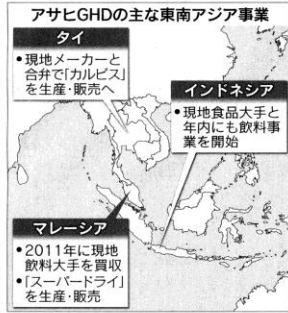 アサヒGHDの主な東南アジア事業
タイ
•現地メーカーと
合弁で「カルピス」
を生産・販売へ
インドネシア
•現地食品大手と
年内にも飲料事
業を開始
マレーシア
•2011年に現地
飲料大手を買収
•「スーパードライ」
を生産・販売